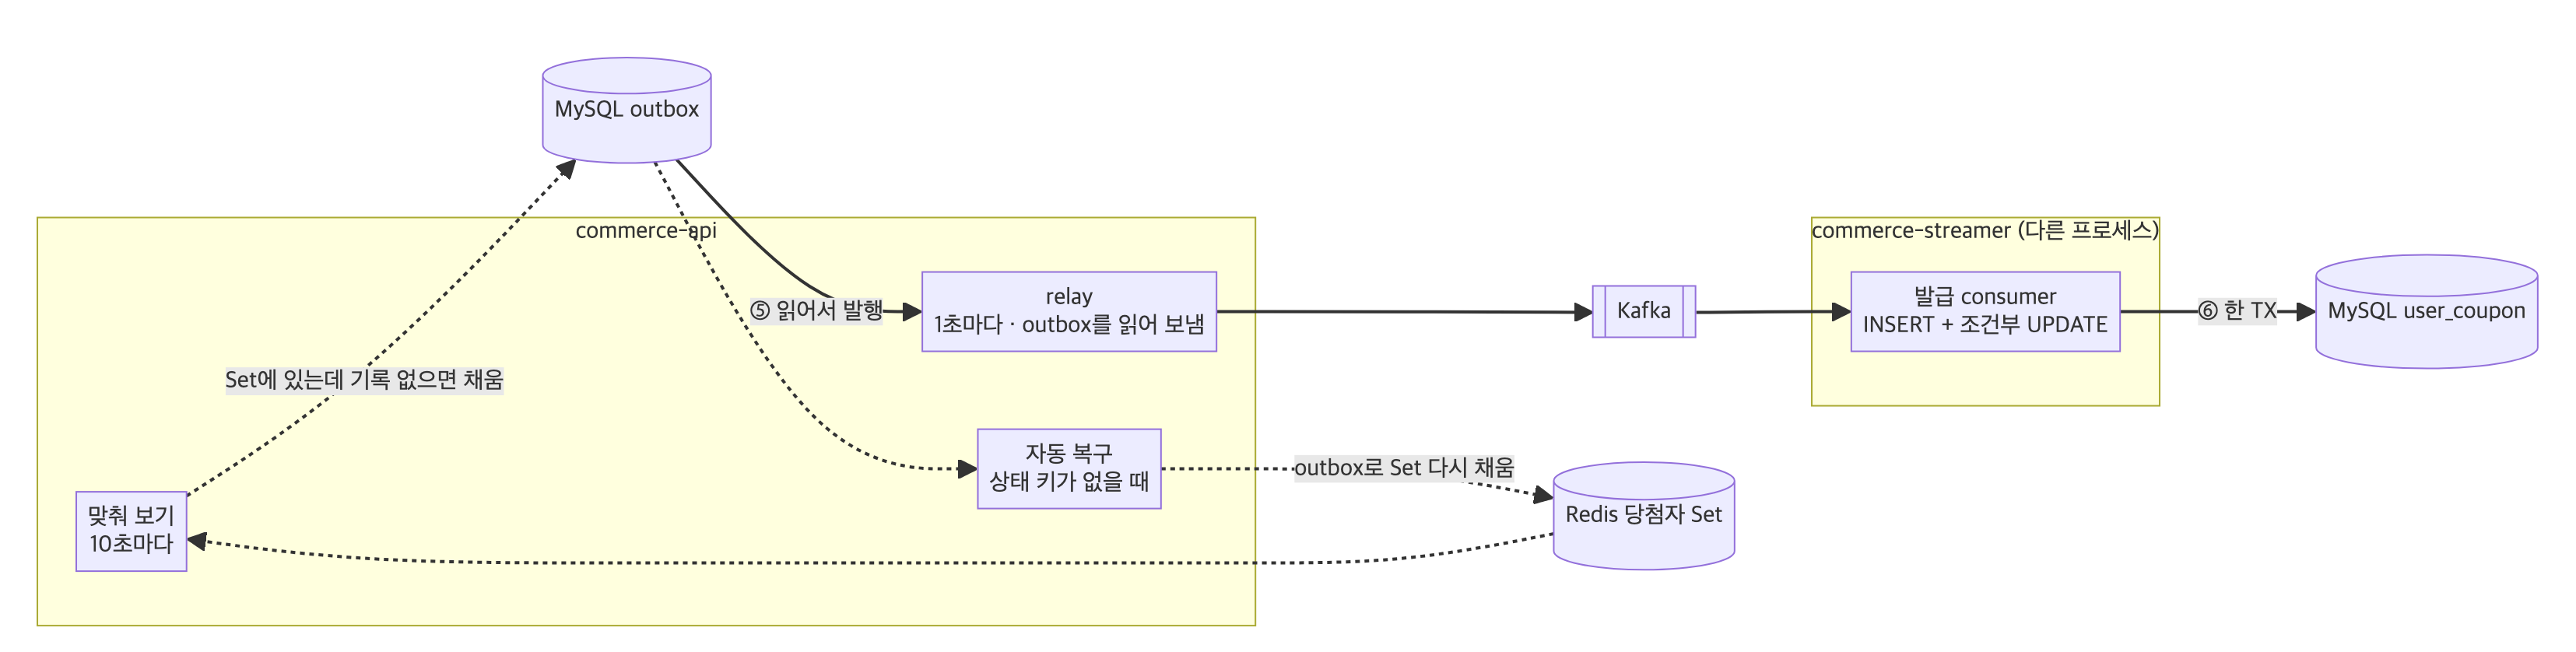 MySQL outbox
commerce-api
commerce-streamer (다른 프로세스)
relay
1초마다 · outbox를 읽어 보냄
⑤ 읽어서 발행
Kafka
발급 consumer
INSERT + 조건부 UPDATE
⑥ 한 TX
MySQL user_coupon
Set에 있는데 기록 없으면 채움
자동 복구
상태 키가 없을 때
outbox로 Set 다시 채움
Redis 당첨자 Set
맞춰 보기
10초마다